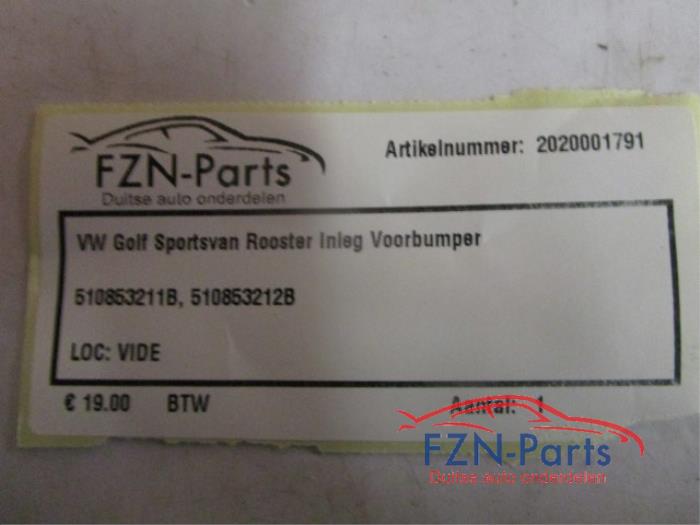 FZN-Parts
Duitse auto onderdelen
Artikelnummer: 2020001791
VW Golf Sportsvan Rooster Inleg Voorbumper
510853211B, 510853212B
LOC: VIDE
€ 19.00 BTW Aantal: 1
FZN-Parts
Duitse auto onderdelen